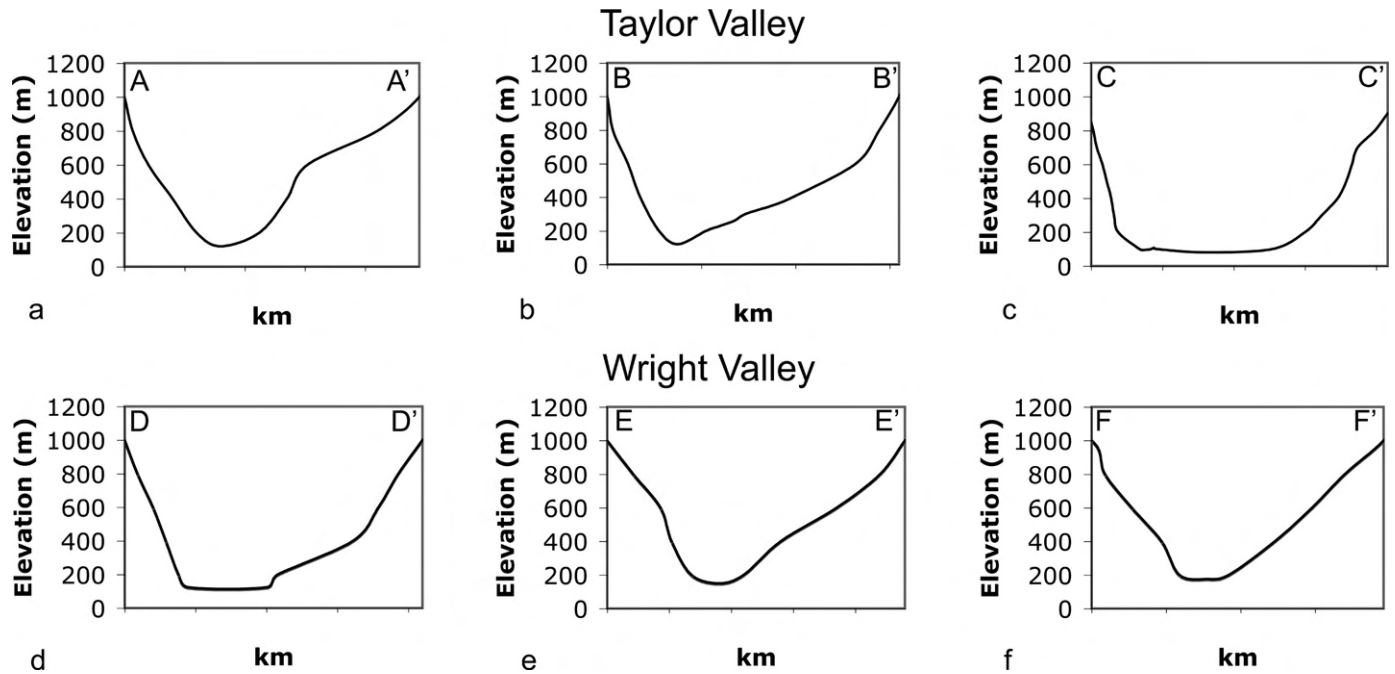 Taylor Valley
Elevation (m)
1200
1000
800
600
400
200
0
A
A'
a
km
Elevation (m)
1200
1000
800
600
400
200
0
B
B'
b
km
Elevation (m)
1200
1000
800
600
400
200
0
C
C'
c
km
Wright Valley
Elevation (m)
1200
1000
800
600
400
200
0
D
D'
d
km
Elevation (m)
1200
1000
800
600
400
200
0
E
E'
e
km
Elevation (m)
1200
1000
800
600
400
200
0
F
F'
f
km